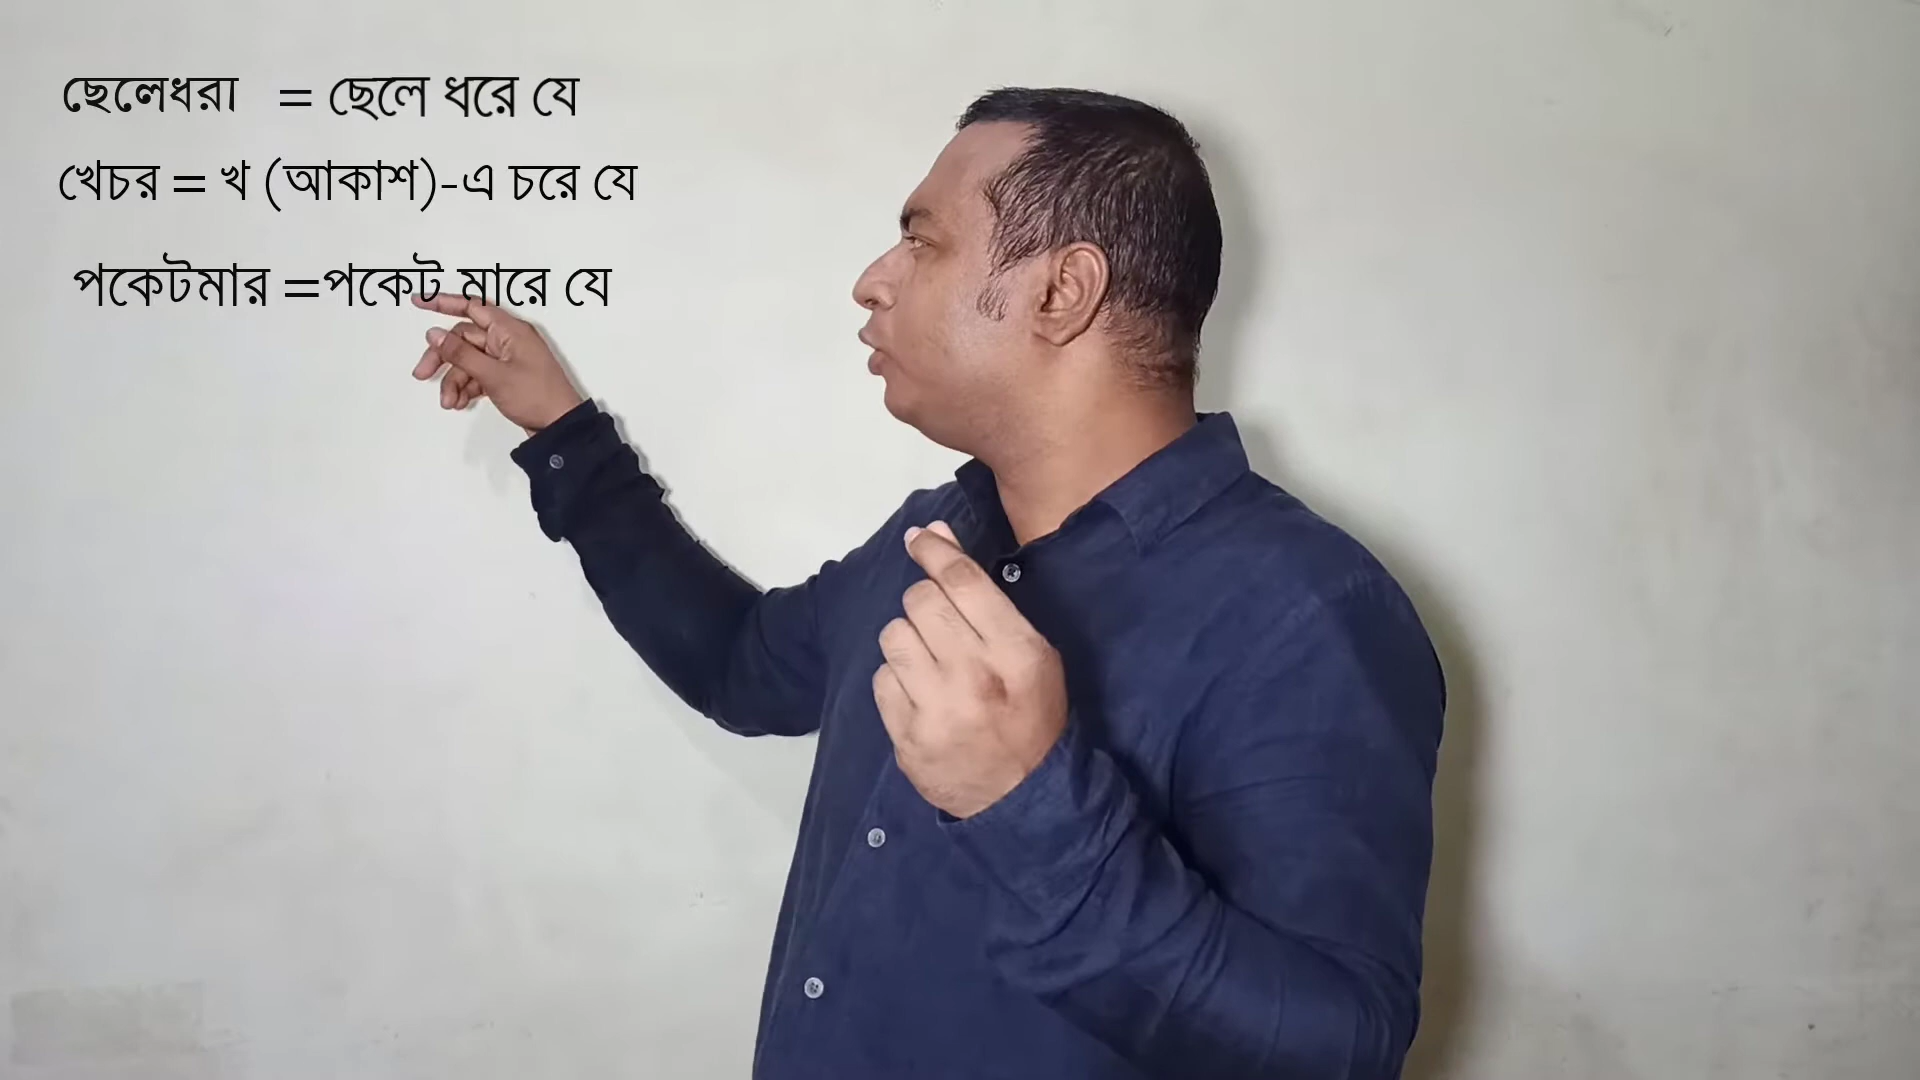 ছেলেধরা = ছেলে ধরে যে
খেচর = খ (আকাশ)-এ চরে যে
পকেটমার =পকেট মারে যে